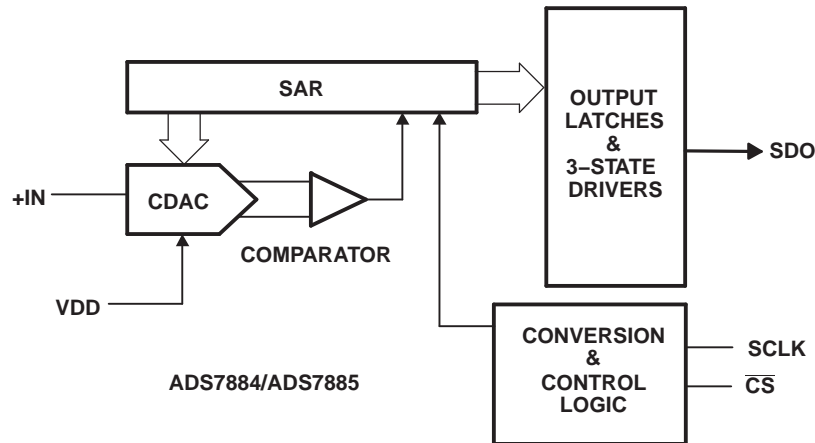 SAR
OUTPUT
LATCHES
&
3−STATE
DRIVERS
SDO
+IN
CDAC
COMPARATOR
VDD
CONVERSION
&
CONTROL
LOGIC
SCLK
CS
ADS7884/ADS7885